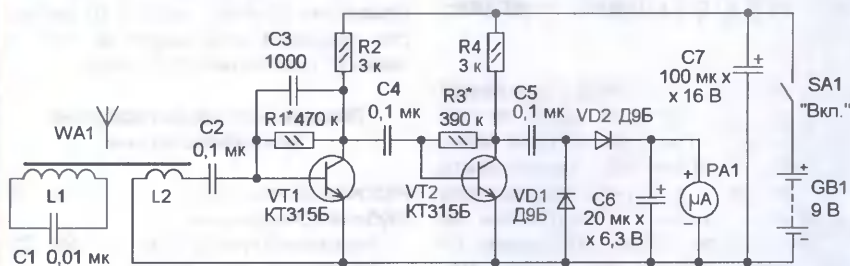 C3
1000
R2
3 к
R4
3 к
C7
100 мк х
х 16 В
SA1
"Вкл."
WA1
C2
0,1 мк
R1*470 к
C4
0,1 мк
R3*
390 к
C5
0,1 мк
VD2 Д9Б
L1
L2
VT1
КТ315Б
VT2
КТ315Б
VD1
Д9Б
C6
20 мк х
х 6,3 В
+
PA1
µA
–
GB1
9 В
C1 0,01 мк